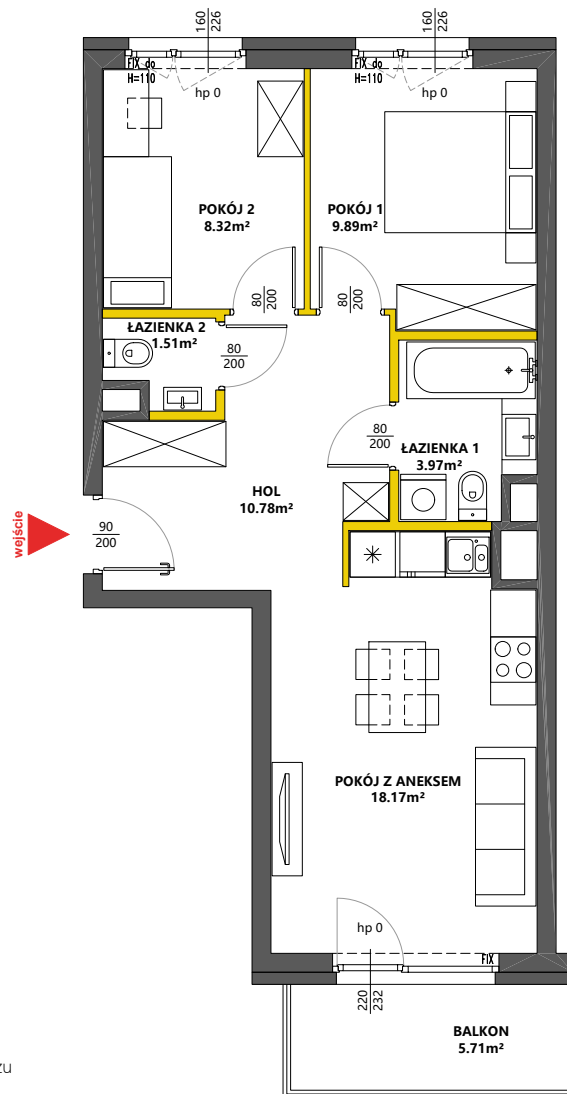 160
226
160
226
FIX do
H=110
hp 0
FIX do
H=110
hp 0
POKÓJ 2
8.32m²
POKÓJ 1
9.89m²
80
200
80
200
ŁAZIENKA 2
1.51m²
80
200
80
200
ŁAZIENKA 1
3.97m²
HOL
10.78m²
wejście
90
200
POKÓJ Z ANEKSEM
18.17m²
hp 0
FIX
220
232
BALKON
5.71m²